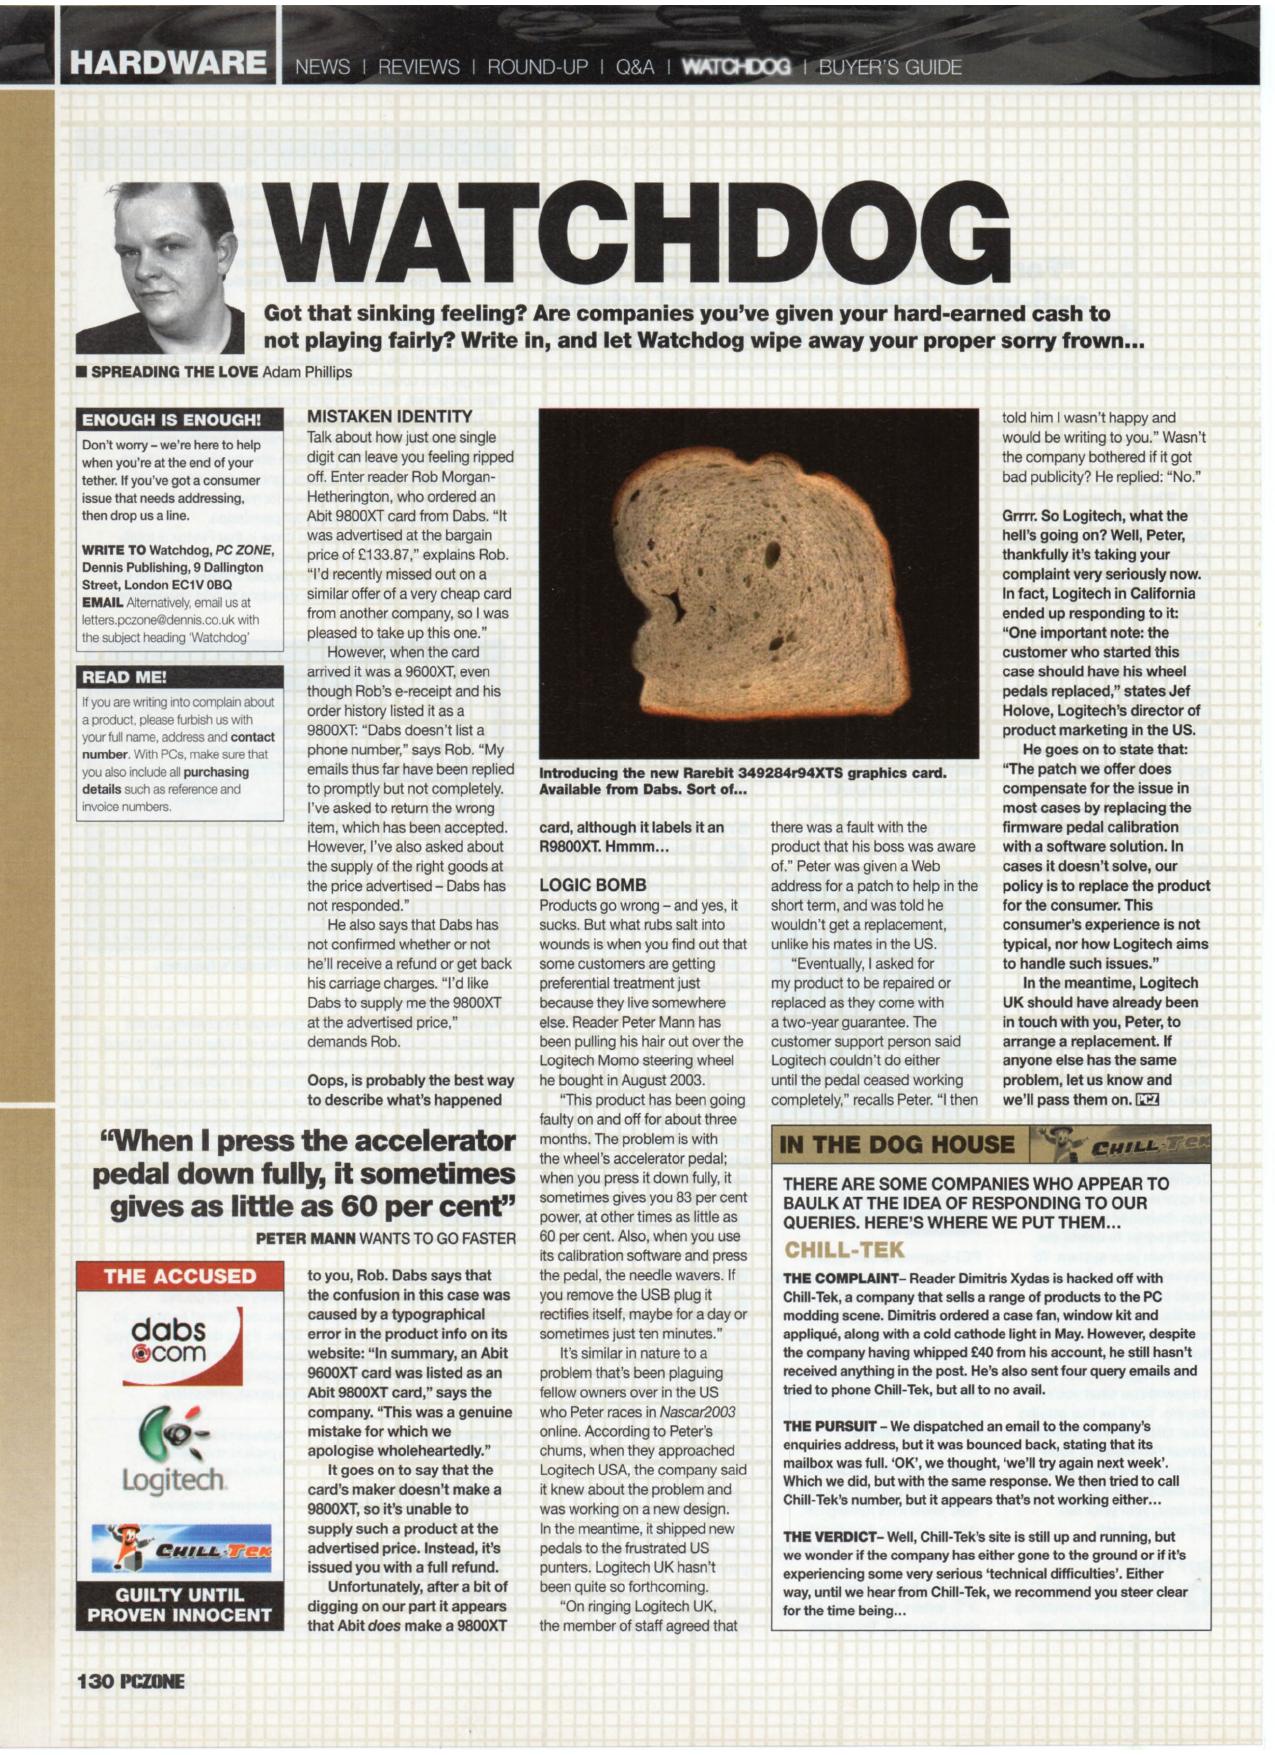 HARDWARE
NEWS | REVIEWS | ROUND-UP | Q&A | WATCHDOG | BUYER'S GUIDE
WATCHDOG
Got that sinking feeling? Are companies you've given your hard-earned cash to
not playing fairly? Write in, and let Watchdog wipe away your proper sorry frown...
■ SPREADING THE LOVE Adam Phillips
ENOUGH IS ENOUGH!
Don't worry – we're here to help
when you're at the end of your
tether. If you've got a consumer
issue that needs addressing,
then drop us a line.
WRITE TO Watchdog, PC ZONE,
Dennis Publishing, 9 Dallington
Street, London EC1V 0BQ
EMAIL Alternatively, email us at
letters.pczone@dennis.co.uk with
the subject heading 'Watchdog'
READ ME!
If you are writing into complain about
a product, please furbish us with
your full name, address and contact
number. With PCs, make sure that
you also include all purchasing
details such as reference and
invoice numbers.
MISTAKEN IDENTITY
Talk about how just one single
digit can leave you feeling ripped
off. Enter reader Rob Morgan-
Hetherington, who ordered an
Abit 9800XT card from Dabs. "It
was advertised at the bargain
price of £133.87," explains Rob.
"I'd recently missed out on a
similar offer of a very cheap card
from another company, so I was
pleased to take up this one."
However, when the card
arrived it was a 9600XT, even
though Rob's e-receipt and his
order history listed it as a
9800XT: "Dabs doesn't list a
phone number," says Rob. "My
emails thus far have been replied
to promptly but not completely.
I've asked to return the wrong
item, which has been accepted.
However, I've also asked about
the supply of the right goods at
the price advertised – Dabs has
not responded."
He also says that Dabs has
not confirmed whether or not
he'll receive a refund or get back
his carriage charges. "I'd like
Dabs to supply me the 9800XT
at the advertised price,"
demands Rob.
Oops, is probably the best way
to describe what's happened
"When I press the accelerator
pedal down fully, it sometimes
gives as little as 60 per cent"
PETER MANN WANTS TO GO FASTER
THE ACCUSED
dabs
.com
Logitech
CHILL-TEK
GUILTY UNTIL
PROVEN INNOCENT
to you, Rob. Dabs says that
the confusion in this case was
caused by a typographical
error in the product info on its
website: "In summary, an Abit
9600XT card was listed as an
Abit 9800XT card," says the
company. "This was a genuine
mistake for which we
apologise wholeheartedly."
It goes on to say that the
card's maker doesn't make a
9800XT, so it's unable to
supply such a product at the
advertised price. Instead, it's
issued you with a full refund.
Unfortunately, after a bit of
digging on our part it appears
that Abit does make a 9800XT
Introducing the new Rarebit 349284r94XTS graphics card.
Available from Dabs. Sort of...
card, although it labels it an
R9800XT. Hmmm...
LOGIC BOMB
Products go wrong – and yes, it
sucks. But what rubs salt into
wounds is when you find out that
some customers are getting
preferential treatment just
because they live somewhere
else. Reader Peter Mann has
been pulling his hair out over the
Logitech Momo steering wheel
he bought in August 2003.
"This product has been going
faulty on and off for about three
months. The problem is with
the wheel's accelerator pedal;
when you press it down fully, it
sometimes gives you 83 per cent
power, at other times as little as
60 per cent. Also, when you use
its calibration software and press
the pedal, the needle wavers. If
you remove the USB plug it
rectifies itself, maybe for a day or
sometimes just ten minutes."
It's similar in nature to a
problem that's been plaguing
fellow owners over in the US
who Peter races in Nascar2003
online. According to Peter's
chums, when they approached
Logitech USA, the company said
it knew about the problem and
was working on a new design.
In the meantime, it shipped new
pedals to the frustrated US
punters. Logitech UK hasn't
been quite so forthcoming.
"On ringing Logitech UK,
the member of staff agreed that
there was a fault with the
product that his boss was aware
of." Peter was given a Web
address for a patch to help in the
short term, and was told he
wouldn't get a replacement,
unlike his mates in the US.
"Eventually, I asked for
my product to be repaired or
replaced as they come with
a two-year guarantee. The
customer support person said
Logitech couldn't do either
until the pedal ceased working
completely," recalls Peter. "I then
told him I wasn't happy and
would be writing to you." Wasn't
the company bothered if it got
bad publicity? He replied: "No."
Grrrr. So Logitech, what the
hell's going on? Well, Peter,
thankfully it's taking your
complaint very seriously now.
In fact, Logitech in California
ended up responding to it:
"One important note: the
customer who started this
case should have his wheel
pedals replaced," states Jef
Holove, Logitech's director of
product marketing in the US.
He goes on to state that:
"The patch we offer does
compensate for the issue in
most cases by replacing the
firmware pedal calibration
with a software solution. In
cases it doesn't solve, our
policy is to replace the product
for the consumer. This
consumer's experience is not
typical, nor how Logitech aims
to handle such issues."
In the meantime, Logitech
UK should have already been
in touch with you, Peter, to
arrange a replacement. If
anyone else has the same
problem, let us know and
we'll pass them on. PCZ
IN THE DOG HOUSE
CHILL-TEK
THERE ARE SOME COMPANIES WHO APPEAR TO
BAULK AT THE IDEA OF RESPONDING TO OUR
QUERIES. HERE'S WHERE WE PUT THEM...
CHILL-TEK
THE COMPLAINT– Reader Dimitris Xydas is hacked off with
Chill-Tek, a company that sells a range of products to the PC
modding scene. Dimitris ordered a case fan, window kit and
appliqué, along with a cold cathode light in May. However, despite
the company having whipped £40 from his account, he still hasn't
received anything in the post. He's also sent four query emails and
tried to phone Chill-Tek, but all to no avail.
THE PURSUIT – We dispatched an email to the company's
enquiries address, but it was bounced back, stating that its
mailbox was full. 'OK', we thought, 'we'll try again next week'.
Which we did, but with the same response. We then tried to call
Chill-Tek's number, but it appears that's not working either...
THE VERDICT– Well, Chill-Tek's site is still up and running, but
we wonder if the company has either gone to the ground or if it's
experiencing some very serious 'technical difficulties'. Either
way, until we hear from Chill-Tek, we recommend you steer clear
for the time being...
130 PCZONE